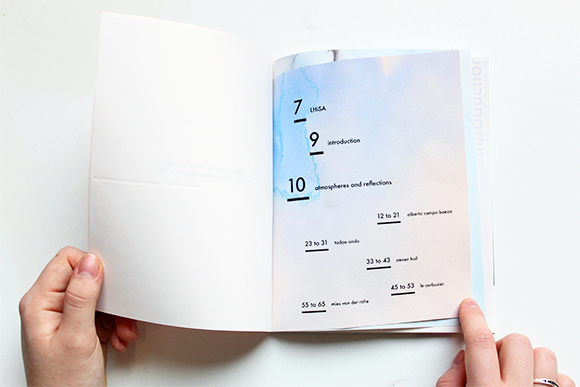 7 LHiSA
9 introduction
10 atmospheres and reflections
12 to 21 alberto campo baeza
23 to 31 tadao ando
33 to 43 steven holl
45 to 53 le corbusier
55 to 65 mies van der rohe
introduction